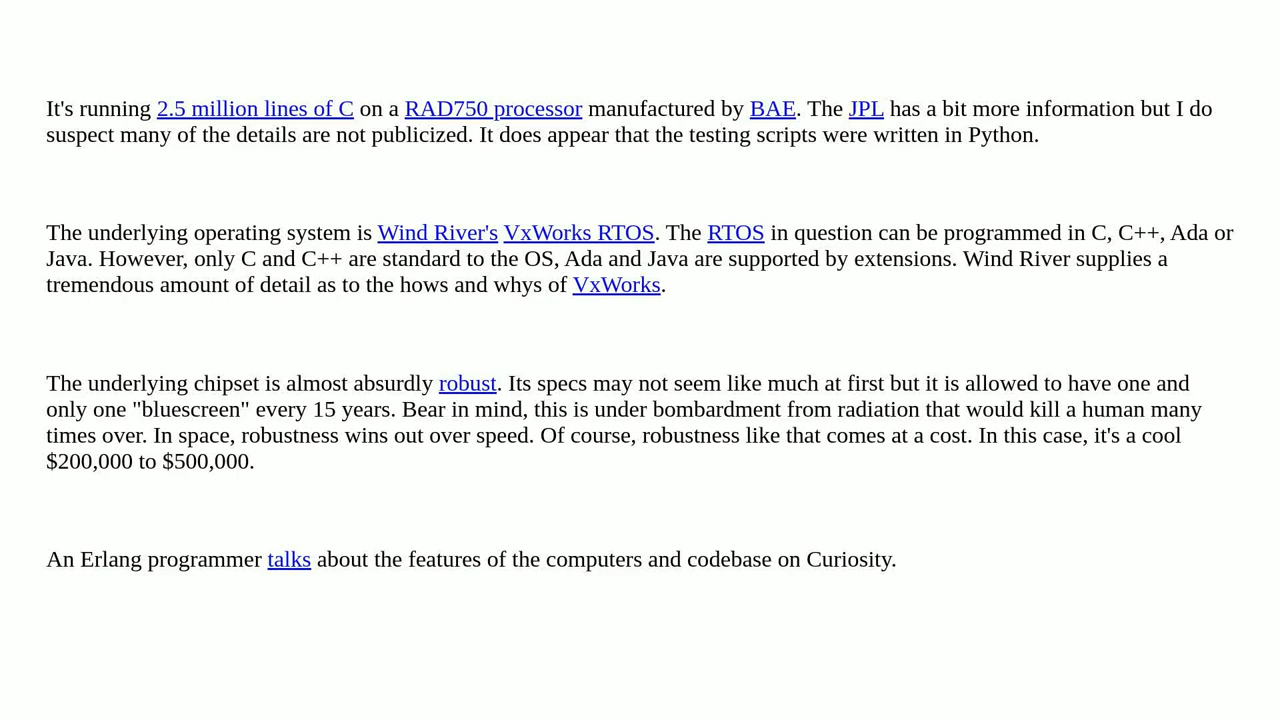 It's running 2.5 million lines of C on a RAD750 processor manufactured by BAE. The JPL has a bit more information but I do
suspect many of the details are not publicized. It does appear that the testing scripts were written in Python.
The underlying operating system is Wind River's VxWorks RTOS. The RTOS in question can be programmed in C, C++, Ada or
Java. However, only C and C++ are standard to the OS, Ada and Java are supported by extensions. Wind River supplies a
tremendous amount of detail as to the hows and whys of VxWorks.
The underlying chipset is almost absurdly robust. Its specs may not seem like much at first but it is allowed to have one and
only one "bluescreen" every 15 years. Bear in mind, this is under bombardment from radiation that would kill a human many
times over. In space, robustness wins out over speed. Of course, robustness like that comes at a cost. In this case, it's a cool
$200,000 to $500,000.
An Erlang programmer talks about the features of the computers and codebase on Curiosity.